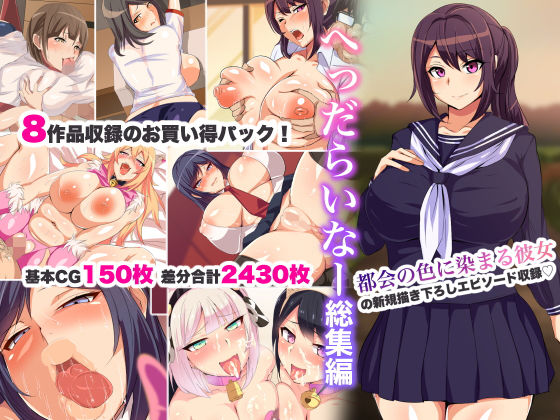 8作品収録のお買い得パック！
基本CG150枚 差分合計2430枚
へっだらいなー総集編
都会の色に染まる彼女
の新規描き下ろしエピソード収録♡